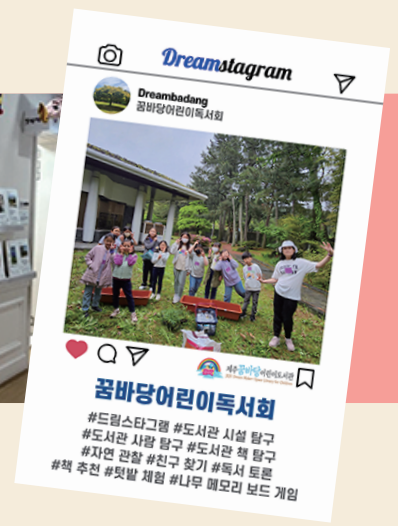 Dreamstagram
Dreambadang
꿈바당어린이독서회
제주꿈바당어린이도서관
꿈바당어린이독서회
#드림스타그램 #도서관 시설 탐구
#도서관 사람 탐구 #도서관 책 탐구
#자연 관찰 #친구 찾기 #독서 토론
#책 추천 #텃밭 체험 #나무 메모리 보드 게임